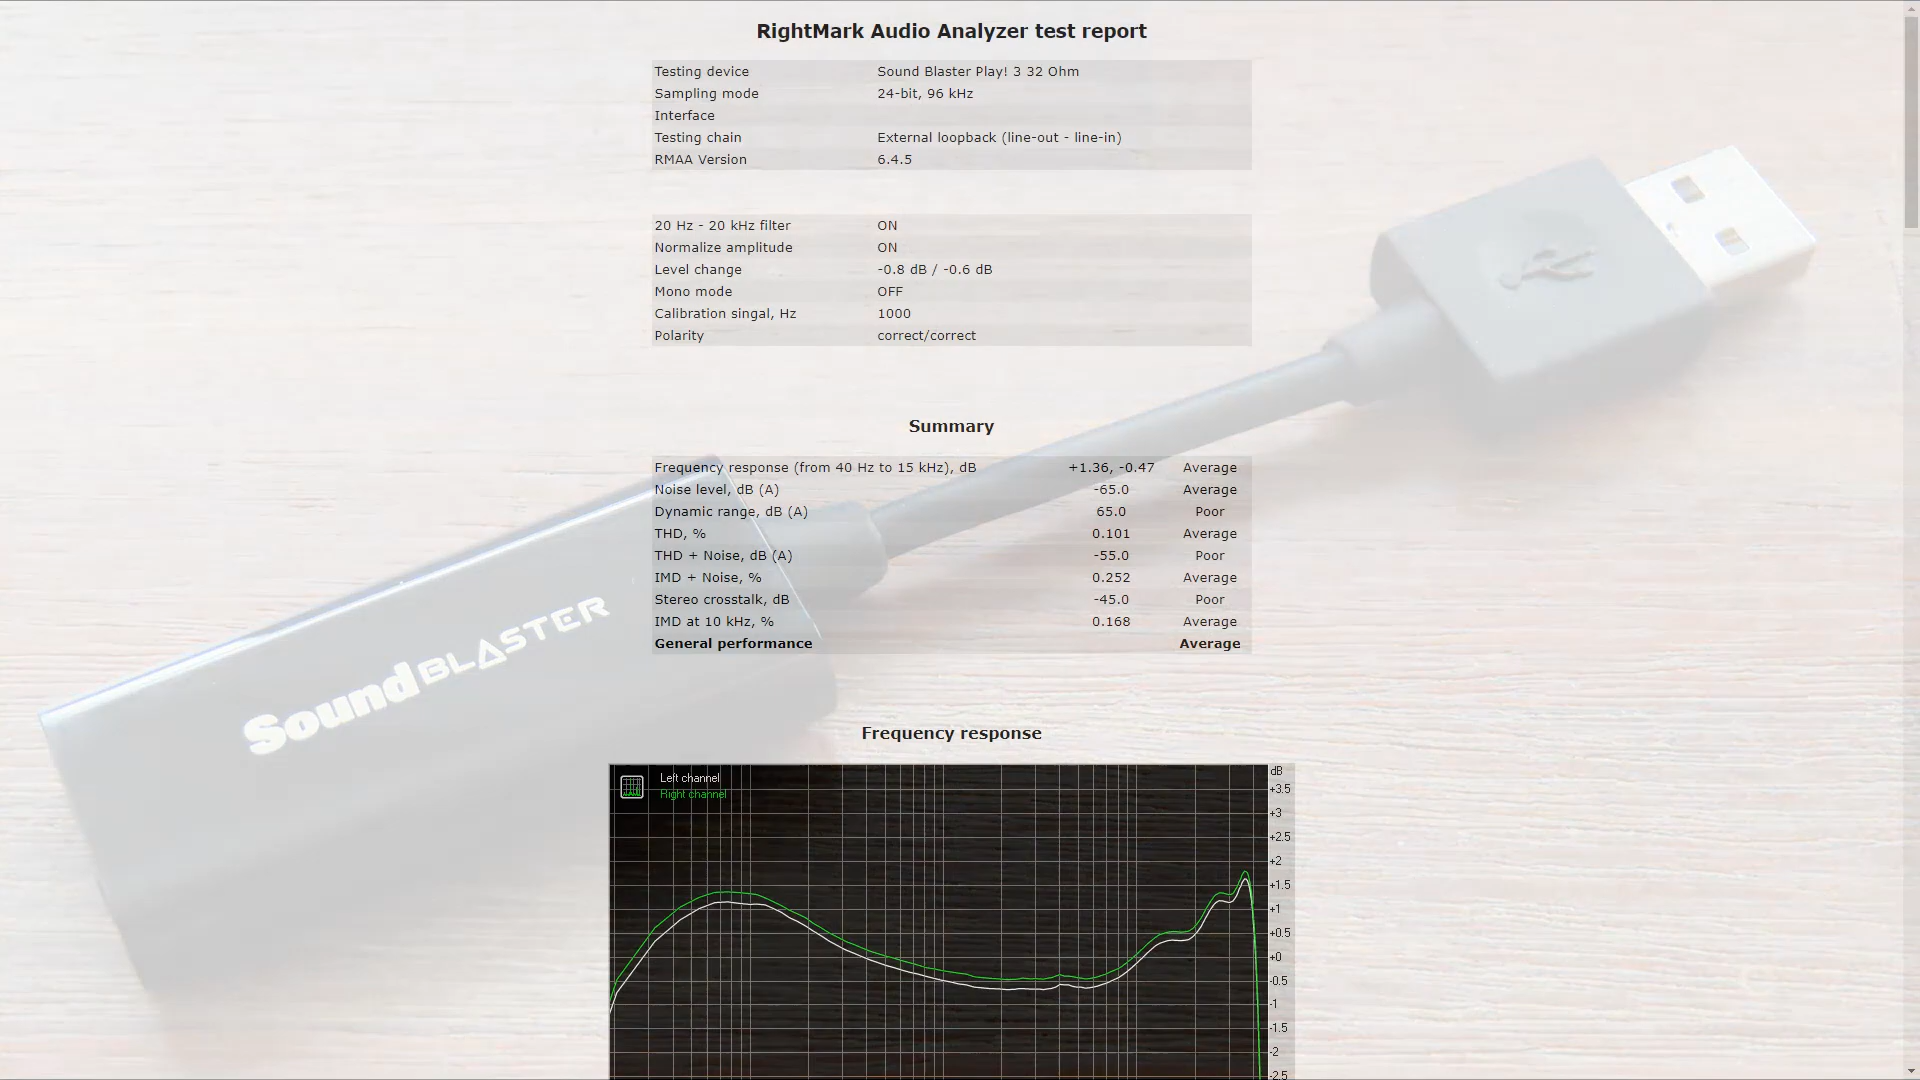 RightMark Audio Analyzer test report
Testing device Sound Blaster Play! 3 32 Ohm
Sampling mode 24-bit, 96 kHz
Interface
Testing chain External loopback (line-out - line-in)
RMAA Version 6.4.5
20 Hz - 20 kHz filter ON
Normalize amplitude ON
Level change -0.8 dB / -0.6 dB
Mono mode OFF
Calibration singal, Hz 1000
Polarity correct/correct
Summary
Frequency response (from 40 Hz to 15 kHz), dB +1.36, -0.47 Average
Noise level, dB (A) -65.0 Average
Dynamic range, dB (A) 65.0 Poor
THD, % 0.101 Average
THD + Noise, dB (A) -55.0 Poor
IMD + Noise, % 0.252 Average
Stereo crosstalk, dB -45.0 Poor
IMD at 10 kHz, % 0.168 Average
General performance Average
Sound BLASTER
Frequency response
Left channel
Right channel
dB
+3.5
+3
+2.5
+2
+1.5
+1
+0.5
+0
-0.5
-1
-1.5
-2
-2.5